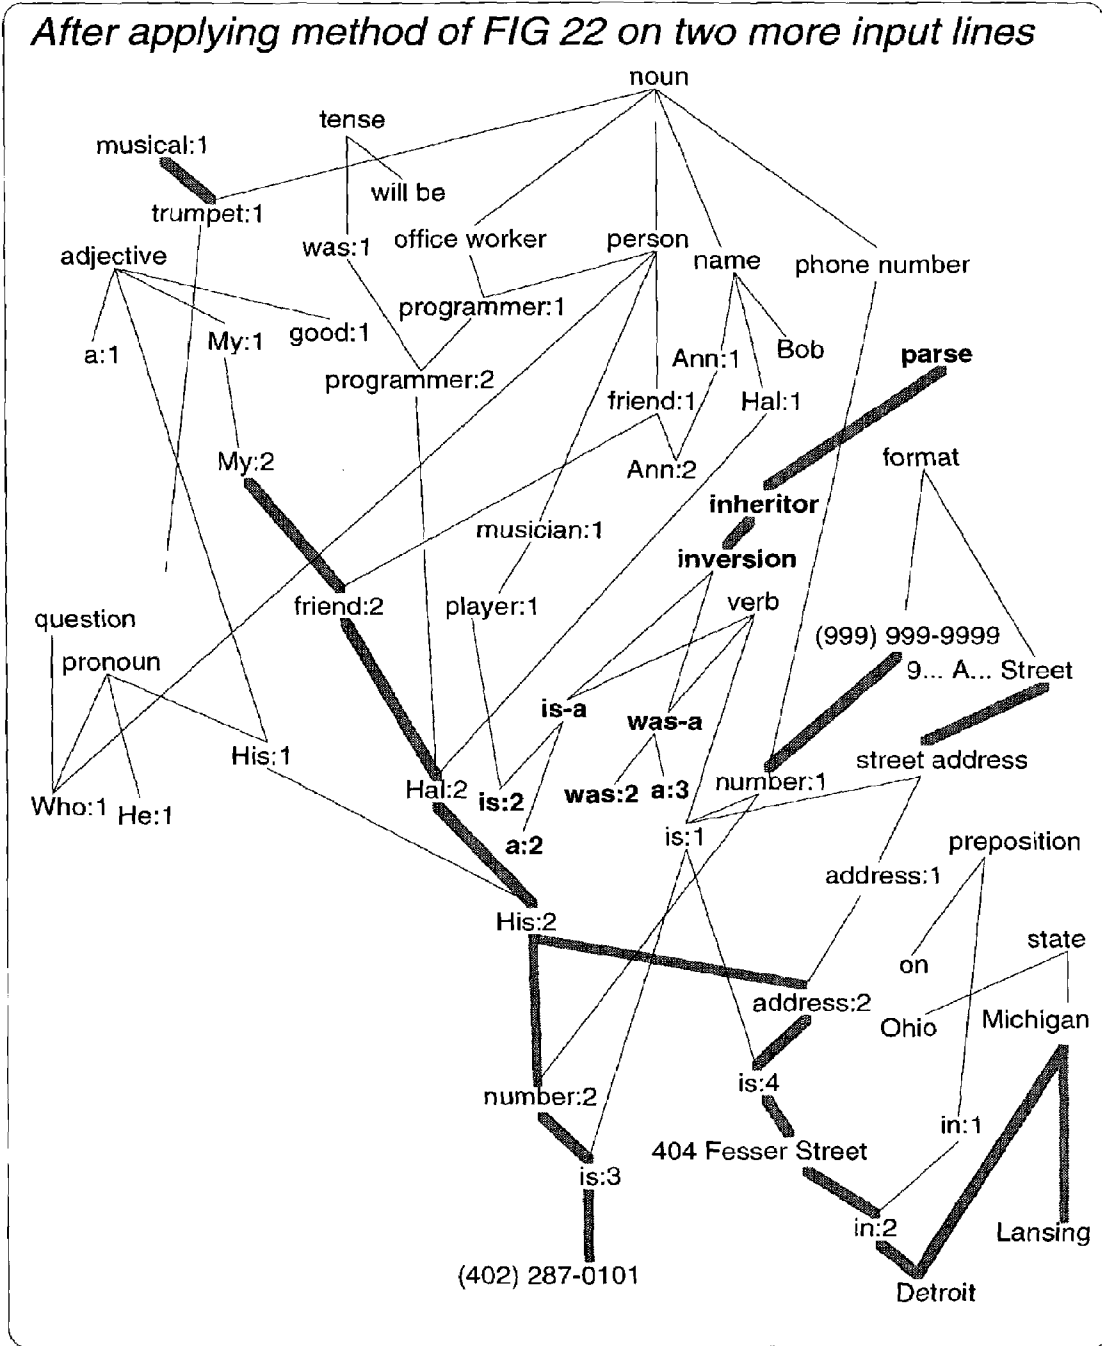 After applying method of FIG 22 on two more input lines
noun
tense
musical:1
will be
trumpet:1
adjective
was:1
office worker
person
name
phone number
programmer:1
a:1
My:1
good:1
Ann:1
Bob
parse
programmer:2
friend:1
Hal:1
My:2
Ann:2
format
inheritor
musician:1
inversion
friend:2
player:1
verb
question
(999) 999-9999
pronoun
9... A... Street
is-a
was-a
His:1
street address
Who:1
He:1
Hal:2
is:2
was:2
a:3
number:1
a:2
is:1
preposition
address:1
His:2
on
state
address:2
Ohio
Michigan
number:2
is:4
in:1
404 Fesser Street
is:3
in:2
Lansing
(402) 287-0101
Detroit